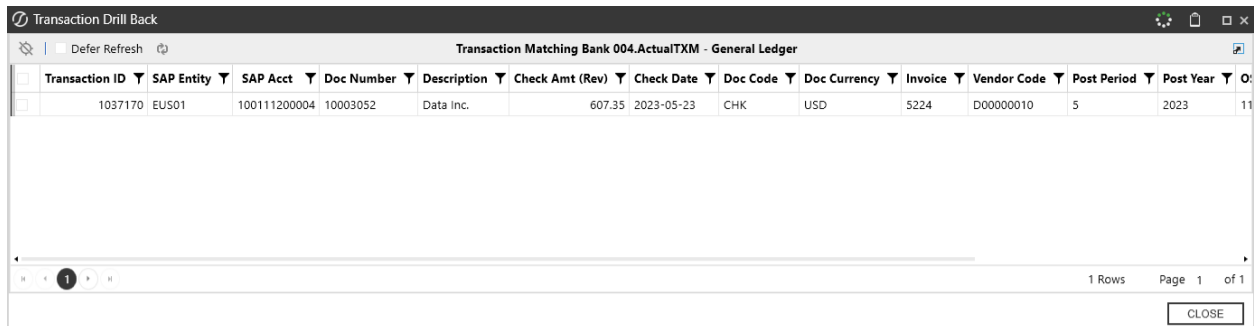 Transaction Drill Back
Defer Refresh Transaction Matching Bank 004.ActualTXM - General Ledger
Transaction ID SAP Entity SAP Acct Doc Number Description Check Amt (Rev) Check Date Doc Code Doc Currency Invoice Vendor Code Post Period Post Year
1037170 EUS01 100111200004 10003052 Data Inc. 607.35 2023-05-23 CHK USD 5224 D00000010 5 2023 11
1 1 Rows Page 1 of 1
CLOSE